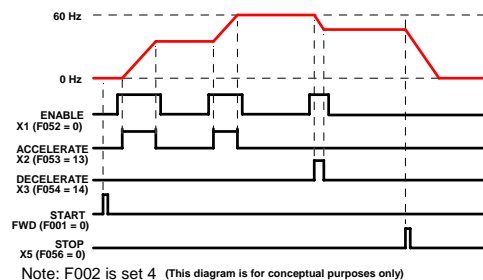 60 Hz
0 Hz
ENABLE
X1 (F052 = 0)
ACCELERATE
X2 (F053 = 13)
DECELERATE
X3 (F054 = 14)
START
FWD (F001 = 0)
STOP
X5 (F056 = 0)
Note: F002 is set 4 (This diagram is for conceptual purposes only)